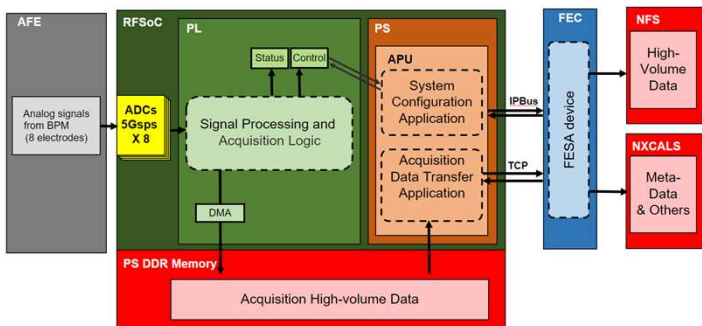 AFE
Analog signals
from BPM
(8 electrodes)
RFSoC
ADCs
5Gsps
X 8
PL
Status
Control
Signal Processing and
Acquisition Logic
DMA
PS
APU
System
Configuration
Application
Acquisition
Data Transfer
Application
IPBus
TCP
FEC
FESA device
NFS
High-
Volume
Data
NXCALS
Meta-
Data
& Others
PS DDR Memory
Acquisition High-volume Data